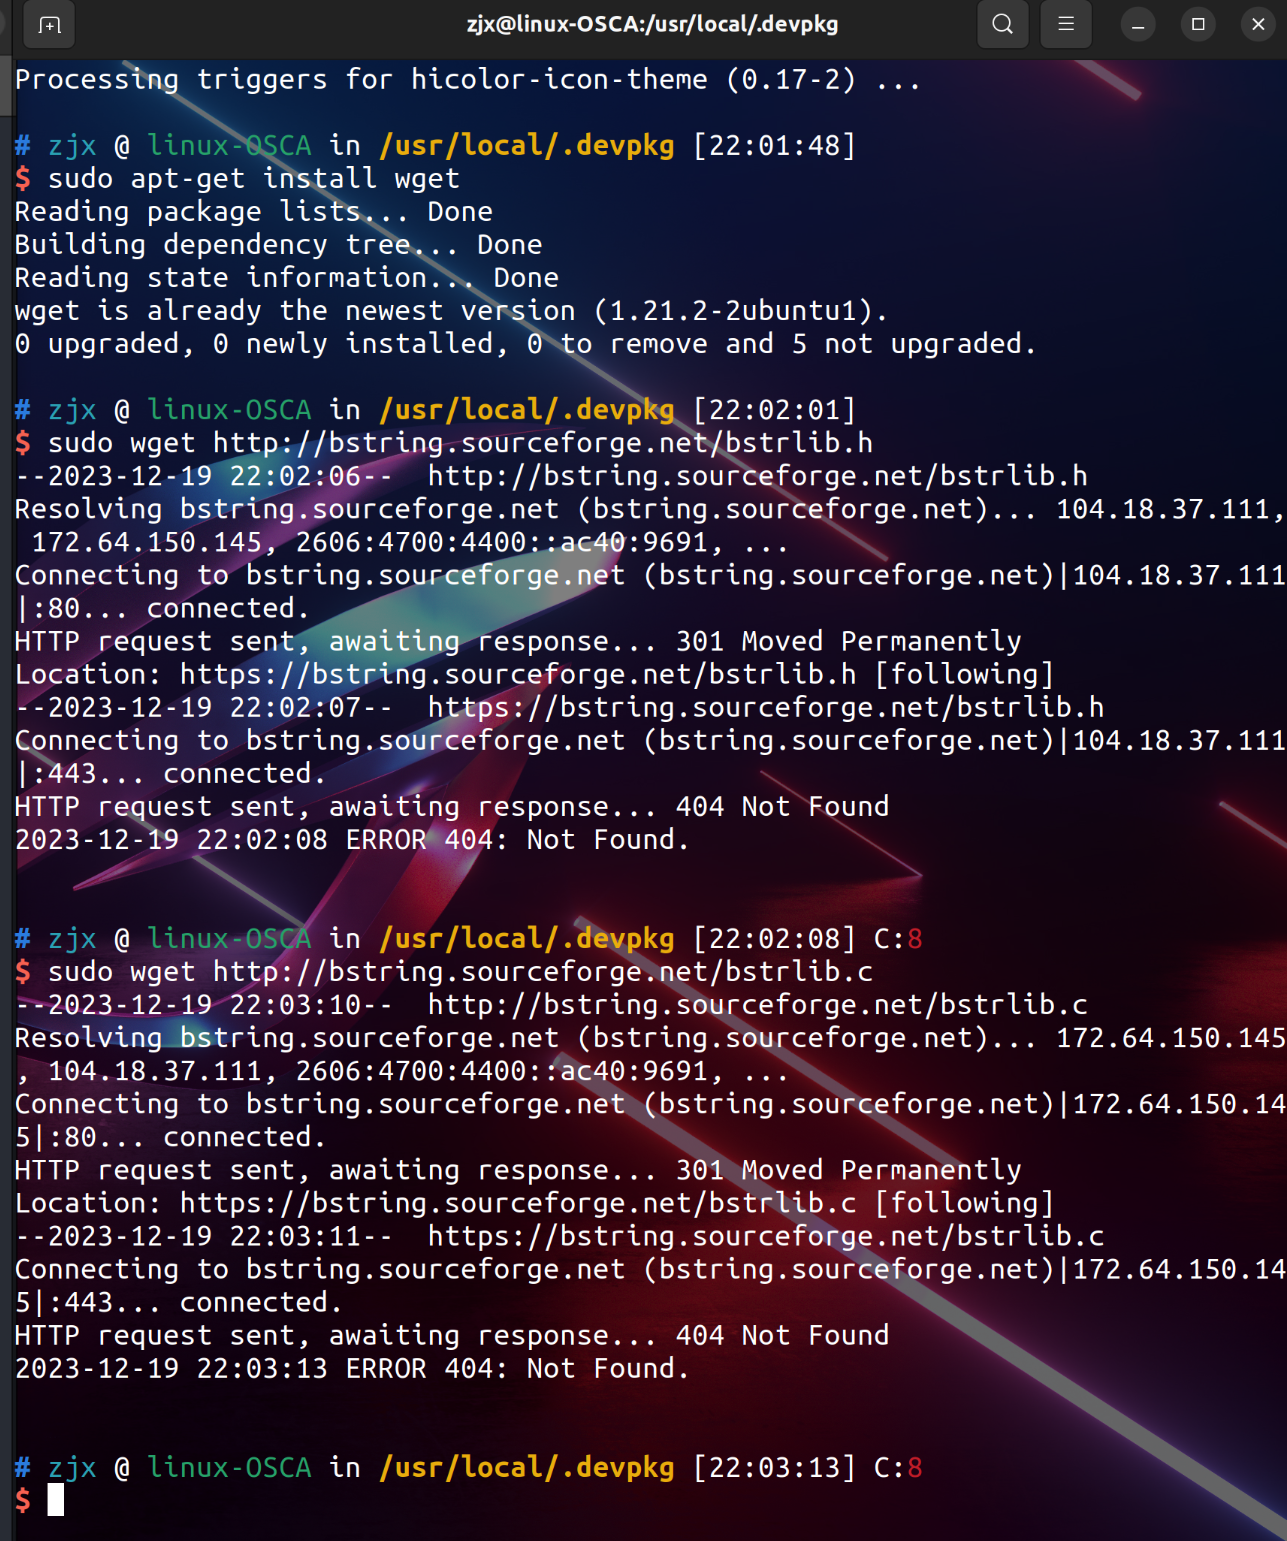 zjx@linux-OSCA:/usr/local/.devpkg
Processing triggers for hicolor-icon-theme (0.17-2) ...
# zjx @ linux-OSCA in /usr/local/.devpkg [22:01:48]
$ sudo apt-get install wget
Reading package lists... Done
Building dependency tree... Done
Reading state information... Done
wget is already the newest version (1.21.2-2ubuntu1).
0 upgraded, 0 newly installed, 0 to remove and 5 not upgraded.
# zjx @ linux-OSCA in /usr/local/.devpkg [22:02:01]
$ sudo wget http://bstring.sourceforge.net/bstrlib.h
--2023-12-19 22:02:06--  http://bstring.sourceforge.net/bstrlib.h
Resolving bstring.sourceforge.net (bstring.sourceforge.net)... 104.18.37.111,
 172.64.150.145, 2606:4700:4400::ac40:9691, ...
Connecting to bstring.sourceforge.net (bstring.sourceforge.net)|104.18.37.111
|:80... connected.
HTTP request sent, awaiting response... 301 Moved Permanently
Location: https://bstring.sourceforge.net/bstrlib.h [following]
--2023-12-19 22:02:07--  https://bstring.sourceforge.net/bstrlib.h
Connecting to bstring.sourceforge.net (bstring.sourceforge.net)|104.18.37.111
|:443... connected.
HTTP request sent, awaiting response... 404 Not Found
2023-12-19 22:02:08 ERROR 404: Not Found.
# zjx @ linux-OSCA in /usr/local/.devpkg [22:02:08] C:8
$ sudo wget http://bstring.sourceforge.net/bstrlib.c
--2023-12-19 22:03:10--  http://bstring.sourceforge.net/bstrlib.c
Resolving bstring.sourceforge.net (bstring.sourceforge.net)... 172.64.150.145
, 104.18.37.111, 2606:4700:4400::ac40:9691, ...
Connecting to bstring.sourceforge.net (bstring.sourceforge.net)|172.64.150.14
5|:80... connected.
HTTP request sent, awaiting response... 301 Moved Permanently
Location: https://bstring.sourceforge.net/bstrlib.c [following]
--2023-12-19 22:03:11--  https://bstring.sourceforge.net/bstrlib.c
Connecting to bstring.sourceforge.net (bstring.sourceforge.net)|172.64.150.14
5|:443... connected.
HTTP request sent, awaiting response... 404 Not Found
2023-12-19 22:03:13 ERROR 404: Not Found.
# zjx @ linux-OSCA in /usr/local/.devpkg [22:03:13] C:8
$